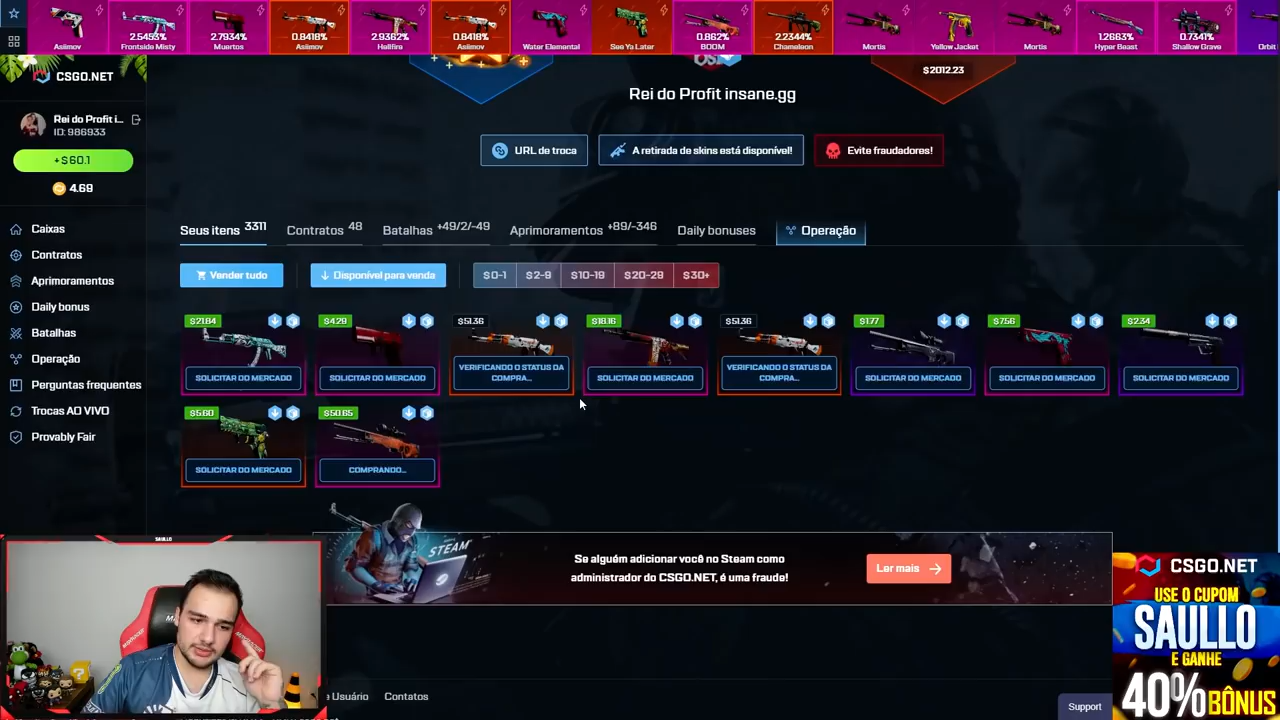 Asiimov
2.5453%
Frontside Misty
2.7934%
Muertos
0.8418%
Asiimov
2.9362%
Hellfire
0.8418%
Asiimov
Water Elemental
See Ya Later
0.862%
BOOM
2.2344%
Chameleon
Mortis
Yellow Jacket
Mortis
1.2663%
Hyper Beast
0.7341%
Shallow Grave
Orbit
CSGO.NET
$2012.23
Rei do Profit insane.gg
Rei do Profit i...
ID: 986933
+$60.1
4.69
URL de troca
A retirada de skins está disponível!
Evite fraudadores!
Caixas
Contratos
Aprimoramentos
Daily bonus
Batalhas
Operação
Perguntas frequentes
Trocas AO VIVO
Provably Fair
Seus itens 3311
Contratos 48
Batalhas +49/2/-49
Aprimoramentos +89/-346
Daily bonuses
Operação
Vender tudo
Disponível para venda
$0-1
$2-9
$10-19
$20-29
$30+
$21.84
SOLICITAR DO MERCADO
$4.29
SOLICITAR DO MERCADO
$51.36
VERIFICANDO O STATUS DA
COMPRA...
$18.16
SOLICITAR DO MERCADO
$51.36
VERIFICANDO O STATUS DA
COMPRA...
$1.77
SOLICITAR DO MERCADO
$7.56
SOLICITAR DO MERCADO
$2.34
SOLICITAR DO MERCADO
$5.60
SOLICITAR DO MERCADO
$50.65
COMPRANDO...
STEAM
Se alguém adicionar você no Steam como
administrador do CSGO.NET, é uma fraude!
Ler mais
SAULLO
CSGO.NET
USE O CUPOM
SAULLO
E GANHE
40% BÔNUS
e Usuário
Contatos
Support